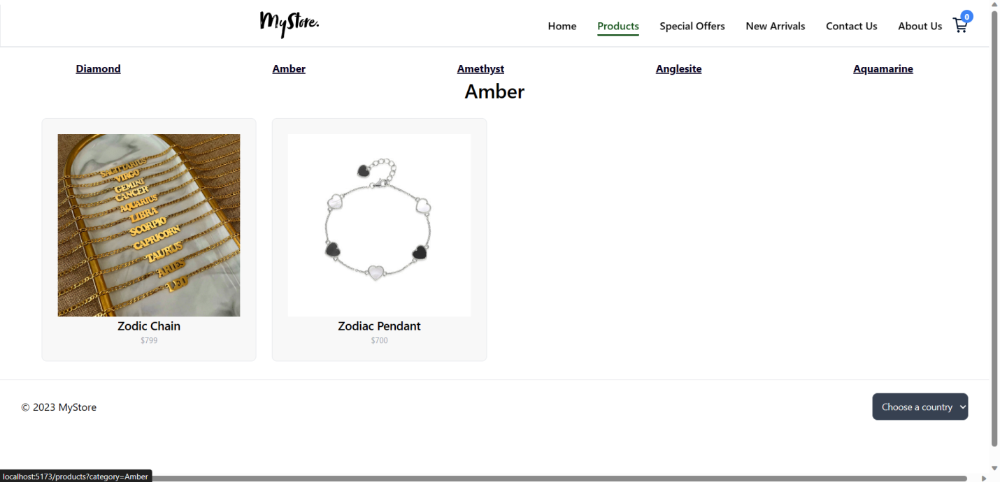 MyStore.
Home Products Special Offers New Arrivals Contact Us About Us 0
Diamond Amber Amethyst Anglesite Aquamarine
Amber
SAGITTARIUS
VIRGO
GEMINI
CANCER
AQUARIUS
LIBRA
SCORPIO
CAPRICORN
TAURUS
ARIES
LEO
Zodic Chain
$799
Zodiac Pendant
$700
© 2023 MyStore
Choose a country
localhost:5173/products?category=Amber